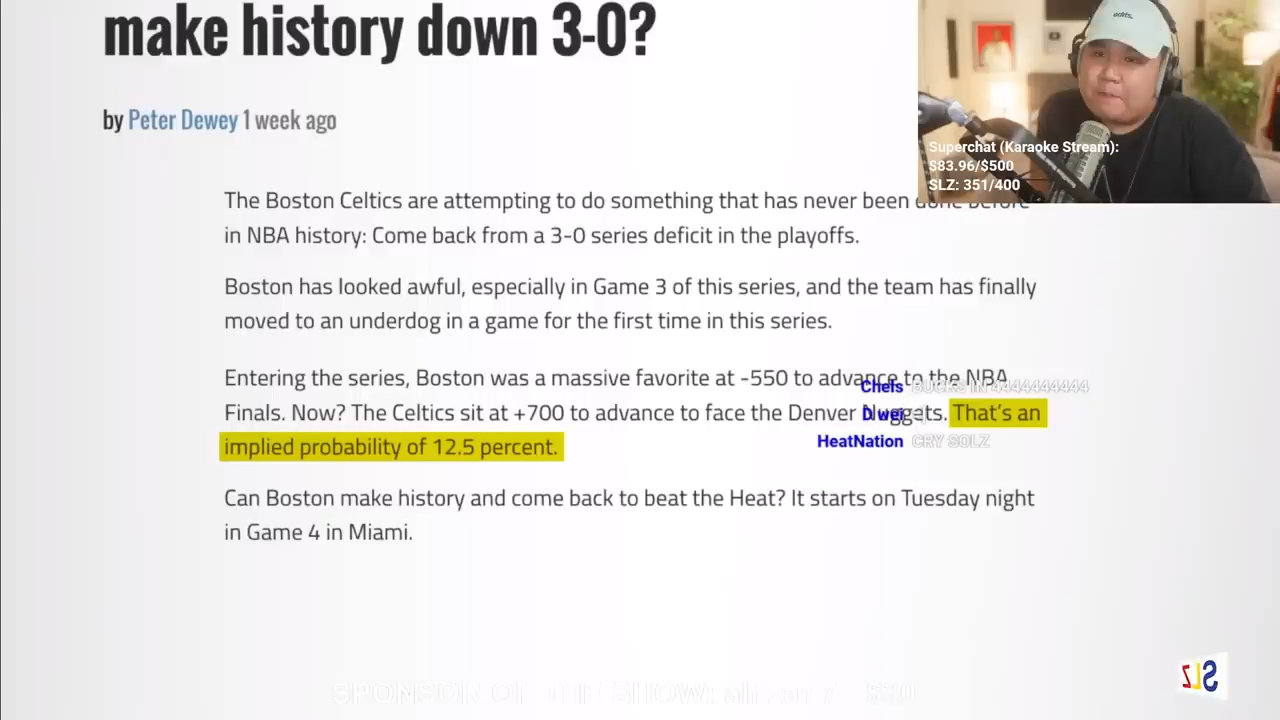 make history down 3-0?
by Peter Dewey 1 week ago
edits.
Superchat (Karaoke Stream):
$83.96/$500
SLZ: 351/400
The Boston Celtics are attempting to do something that has never been done before
in NBA history: Come back from a 3-0 series deficit in the playoffs.
Boston has looked awful, especially in Game 3 of this series, and the team has finally
moved to an underdog in a game for the first time in this series.
Entering the series, Boston was a massive favorite at -550 to advance to the NBA
Finals. Now? The Celtics sit at +700 to advance to face the Denver Nuggets. That's an
implied probability of 12.5 percent.
Chefs BUCKS IN 4444444444
D wei
HeatNation CRY SOLZ
Can Boston make history and come back to beat the Heat? It starts on Tuesday night
in Game 4 in Miami.
SPONSOR OF THE SHOW:
SLZ